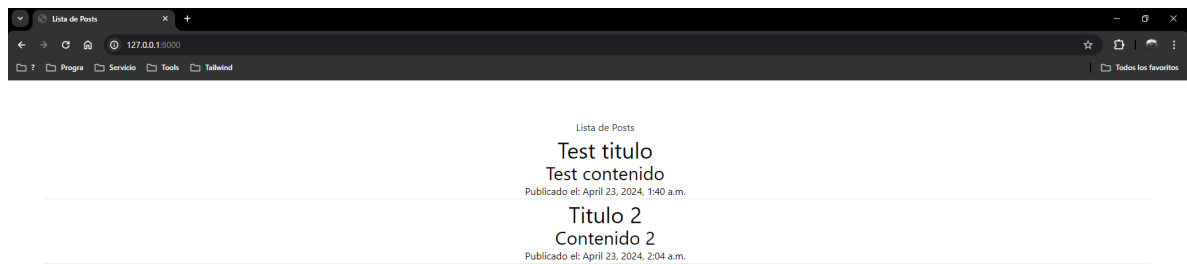 Lista de Posts
127.0.0.1:8000
? Progra Servicio Tools Tailwind Todos los favoritos
Lista de Posts
Test titulo
Test contenido
Publicado el: April 23, 2024, 1:40 a.m.
Titulo 2
Contenido 2
Publicado el: April 23, 2024, 2:04 a.m.